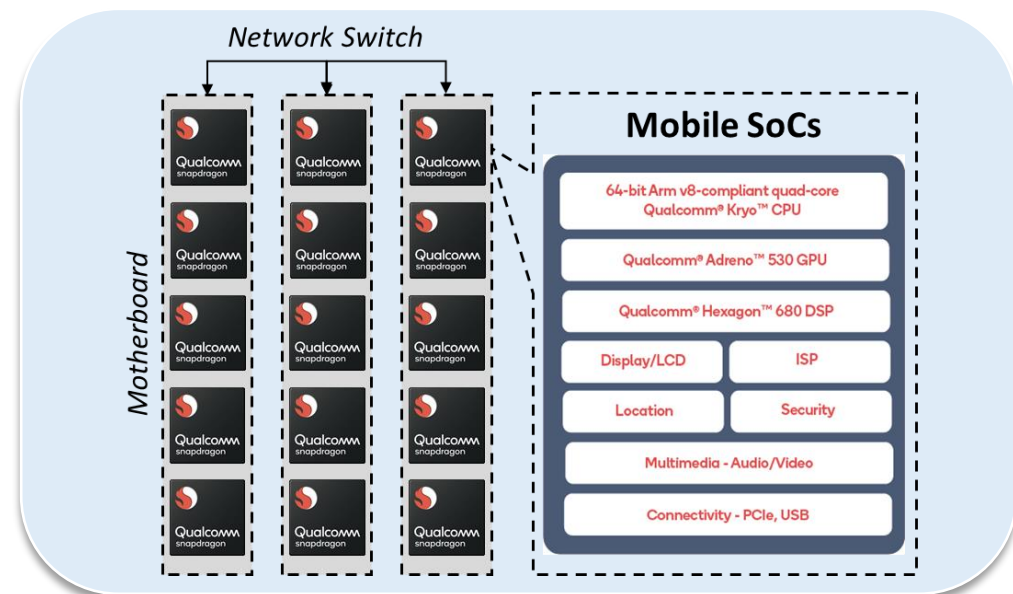 Network Switch
Motherboard
Qualcomm
snapdragon
Qualcomm
snapdragon
Qualcomm
snapdragon
Qualcomm
snapdragon
Qualcomm
snapdragon
Qualcomm
snapdragon
Qualcomm
snapdragon
Qualcomm
snapdragon
Qualcomm
snapdragon
Qualcomm
snapdragon
Qualcomm
snapdragon
Qualcomm
snapdragon
Qualcomm
snapdragon
Qualcomm
snapdragon
Qualcomm
snapdragon
Mobile SoCs
64-bit Arm v8-compliant quad-core
Qualcomm® Kryo™ CPU
Qualcomm® Adreno™ 530 GPU
Qualcomm® Hexagon™ 680 DSP
Display/LCD
ISP
Location
Security
Multimedia - Audio/Video
Connectivity - PCIe, USB